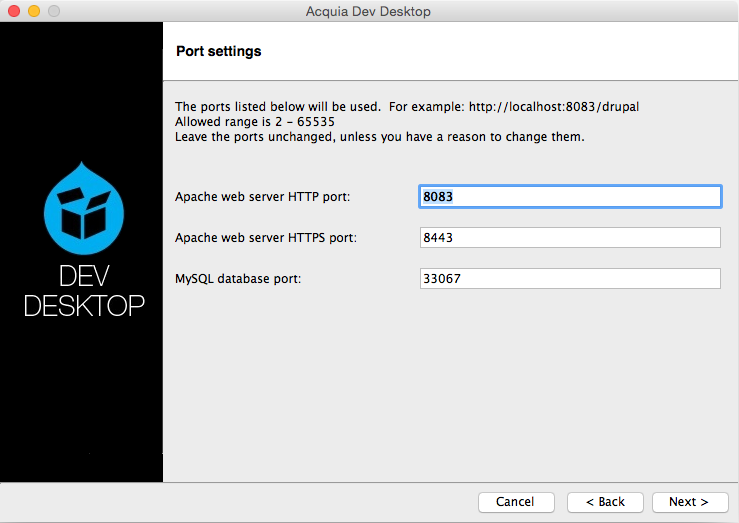 Acquia Dev Desktop
Port settings
The ports listed below will be used.  For example: http://localhost:8083/drupal
Allowed range is 2 - 65535
Leave the ports unchanged, unless you have a reason to change them.
Apache web server HTTP port: 8083
Apache web server HTTPS port: 8443
MySQL database port: 33067
DEV
DESKTOP
Cancel < Back Next >